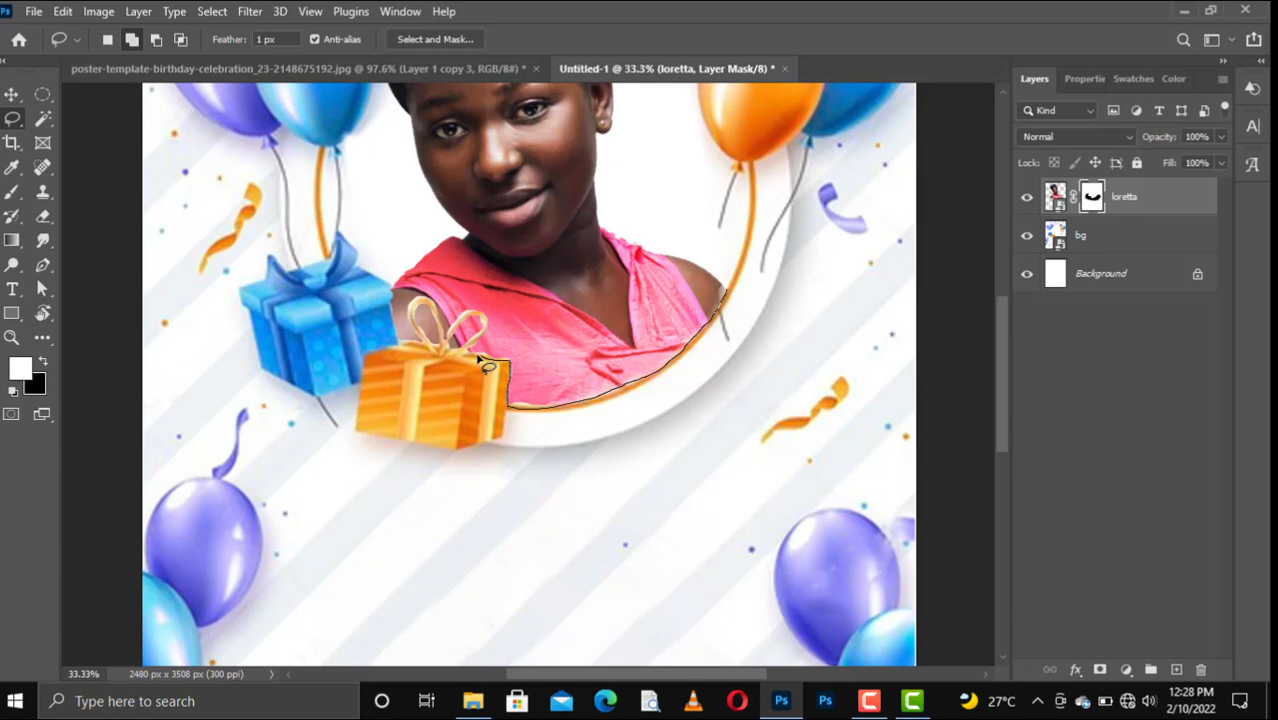 Ps File Edit Image Layer Type Select Filter 3D View Plugins Window Help
Feather: 1 px Anti-alias Select and Mask...
poster-template-birthday-celebration_23-2148675192.jpg @ 97.6% (Layer 1 copy 3, RGB/8#) * ×
Untitled-1 @ 33.3% (loretta, Layer Mask/8) * ×
Layers Propertie Swatches Color
Kind
Normal Opacity: 100%
Lock: Fill: 100%
loretta
bg
Background
33.33% 2480 px x 3508 px (300 ppi)
Type here to search
Ps
Ps
27°C
12:28 PM
2/10/2022